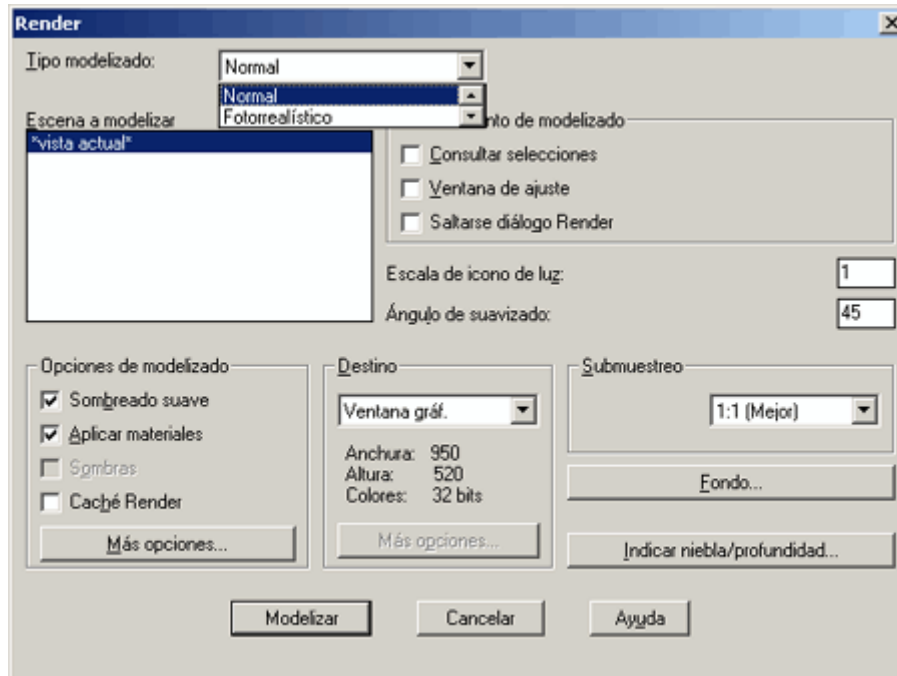 Render
Tipo modelizado:
Normal
Normal
Fotorrealístico
Escena a modelizar
*vista actual*
nto de modelizado
Consultar selecciones
Ventana de ajuste
Saltarse diálogo Render
Escala de icono de luz:
1
Ángulo de suavizado:
45
Opciones de modelizado
Sombreado suave
Aplicar materiales
Sombras
Caché Render
Más opciones...
Destino
Ventana gráf.
Anchura: 950
Altura: 520
Colores: 32 bits
Más opciones...
Submuestreo
1:1 (Mejor)
Fondo...
Indicar niebla/profundidad...
Modelizar
Cancelar
Ayuda